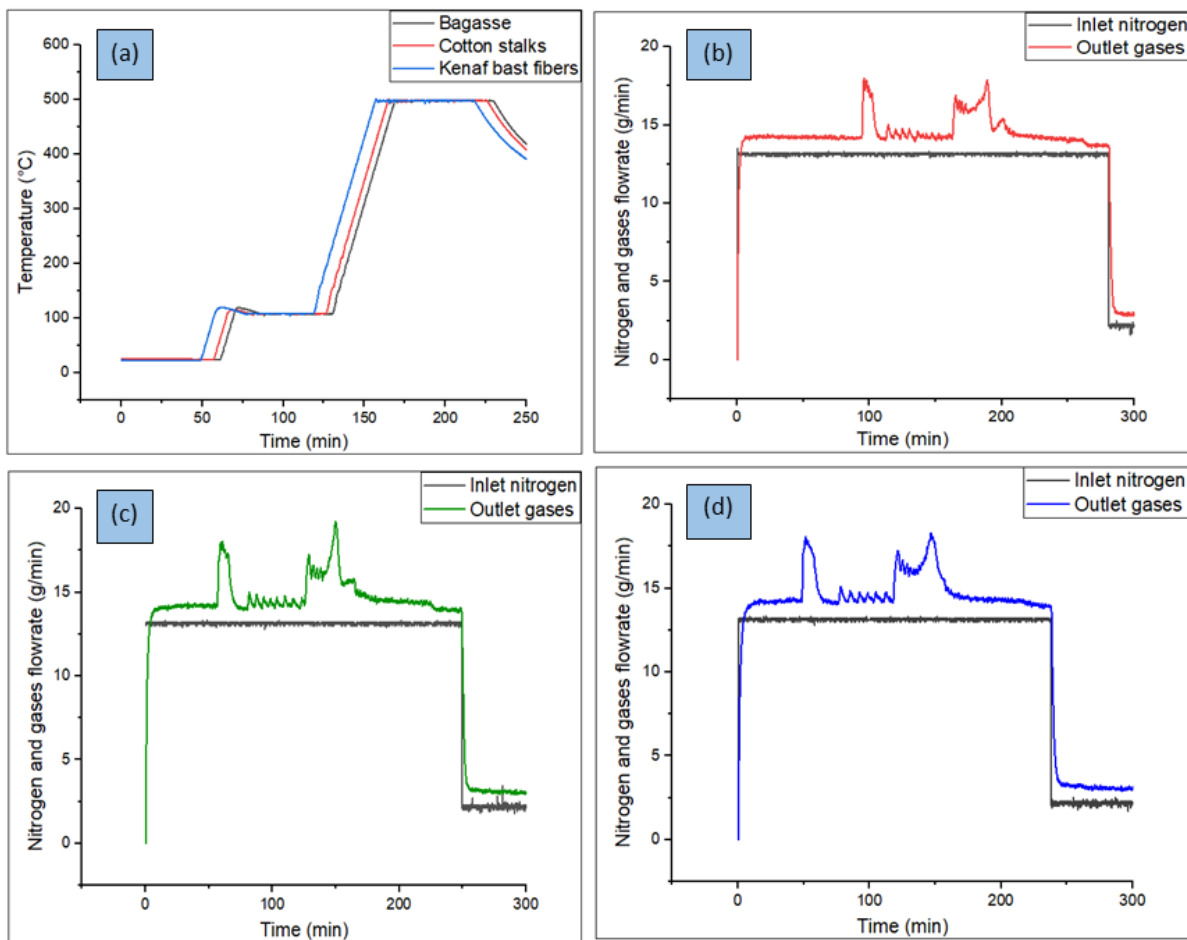 (a)
Bagasse
Cotton stalks
Kenaf bast fibers
600
500
400
300
200
100
0
Temperature (°C)
0 50 100 150 200 250
Time (min)
(b)
Inlet nitrogen
Outlet gases
20
15
10
5
0
Nitrogen and gases flowrate (g/min)
0 100 200 300
Time (min)
(c)
Inlet nitrogen
Outlet gases
20
15
10
5
0
Nitrogen and gases flowrate (g/min)
0 100 200 300
Time (min)
(d)
Inlet nitrogen
Outlet gases
20
15
10
5
0
Nitrogen and gases flowrate (g/min)
0 100 200 300
Time (min)